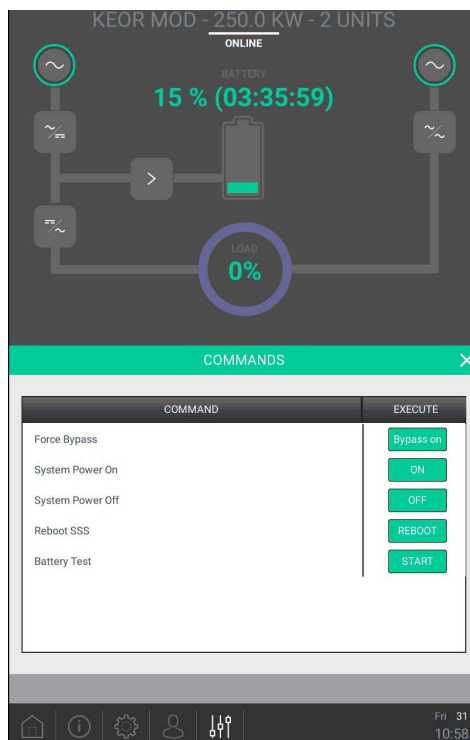 KEOR MOD - 250.0 KW - 2 UNITS
ONLINE
BATTERY
15 % (03:35:59)
LOAD
0%
COMMANDS
COMMAND EXECUTE
Force Bypass Bypass on
System Power On ON
System Power Off OFF
Reboot SSS REBOOT
Battery Test START
Fri 31
10:58